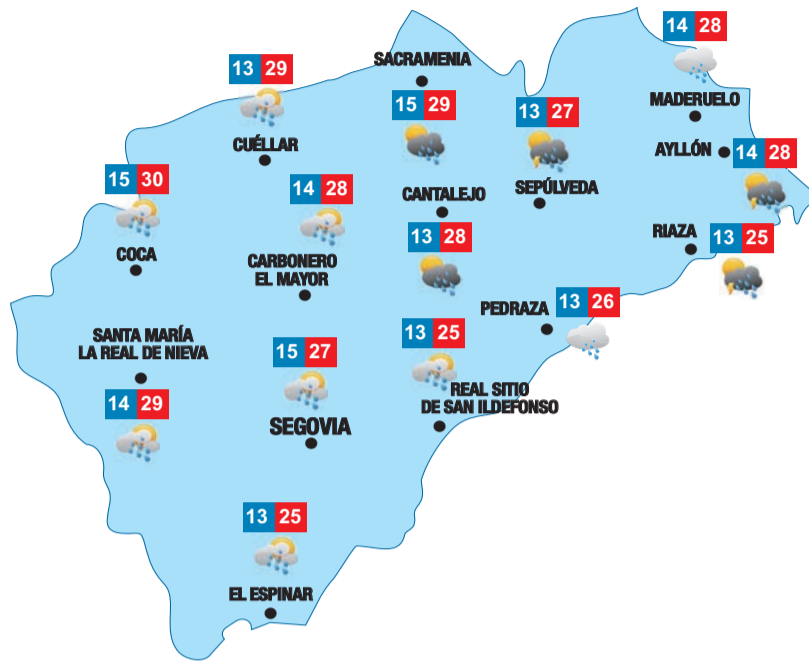 14 28
MADERUELO
SACRAMENIA
15 29
13 29
CUÉLLAR
13 27
SEPÚLVEDA
AYLLÓN
14 28
15 30
COCA
14 28
CARBONERO
EL MAYOR
CANTALEJO
13 28
RIAZA
13 25
PEDRAZA
13 26
SANTA MARÍA
LA REAL DE NIEVA
14 29
15 27
SEGOVIA
13 25
REAL SITIO
DE SAN ILDEFONSO
13 25
EL ESPINAR